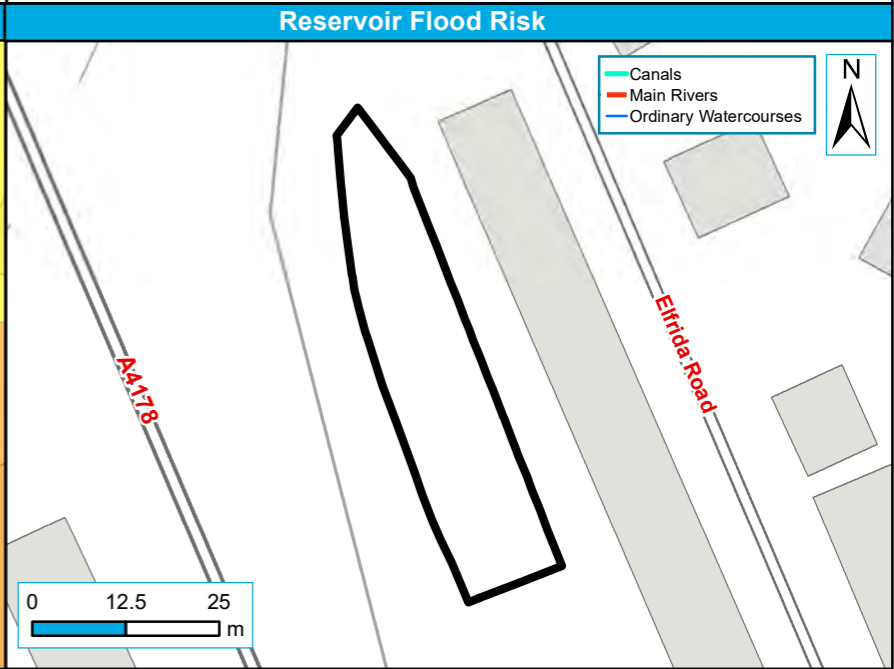 Reservoir Flood Risk
Canals
Main Rivers
Ordinary Watercourses
N
A4178
Elfrida Road
0 12.5 25
m